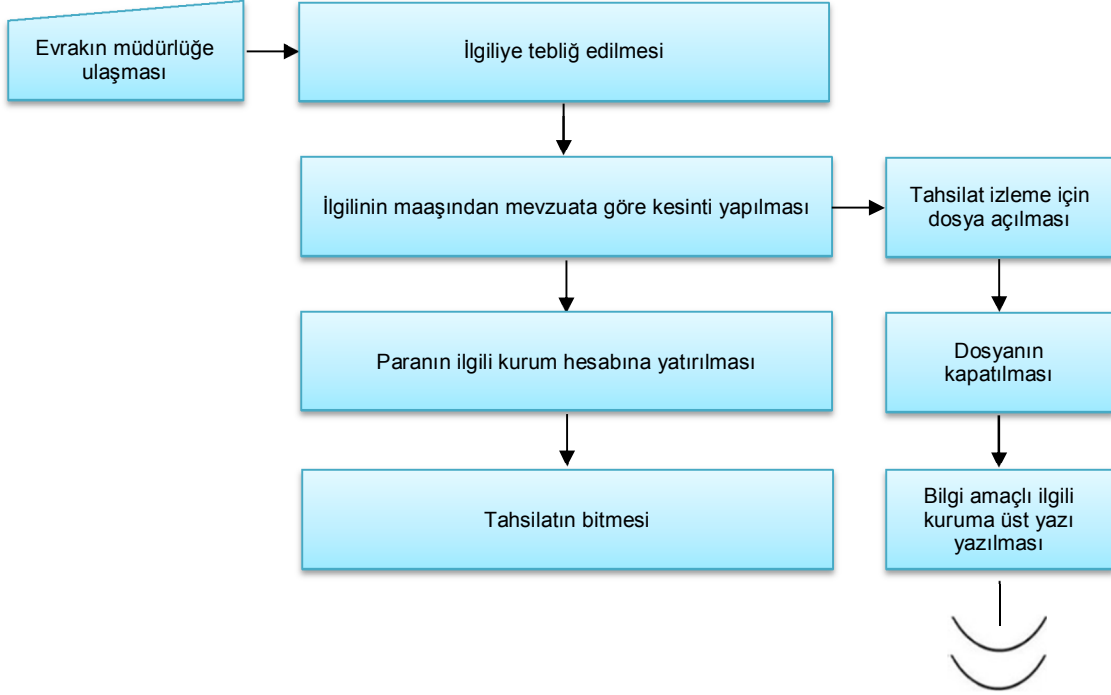 Evrakın müdürlüğe
ulaşması
İlgiliye tebliğ edilmesi
İlgilinin maaşından mevzuata göre kesinti yapılması
Tahsilat izleme için
dosya açılması
Paranın ilgili kurum hesabına yatırılması
Dosyanın
kapatılması
Tahsilatın bitmesi
Bilgi amaçlı ilgili
kuruma üst yazı
yazılması